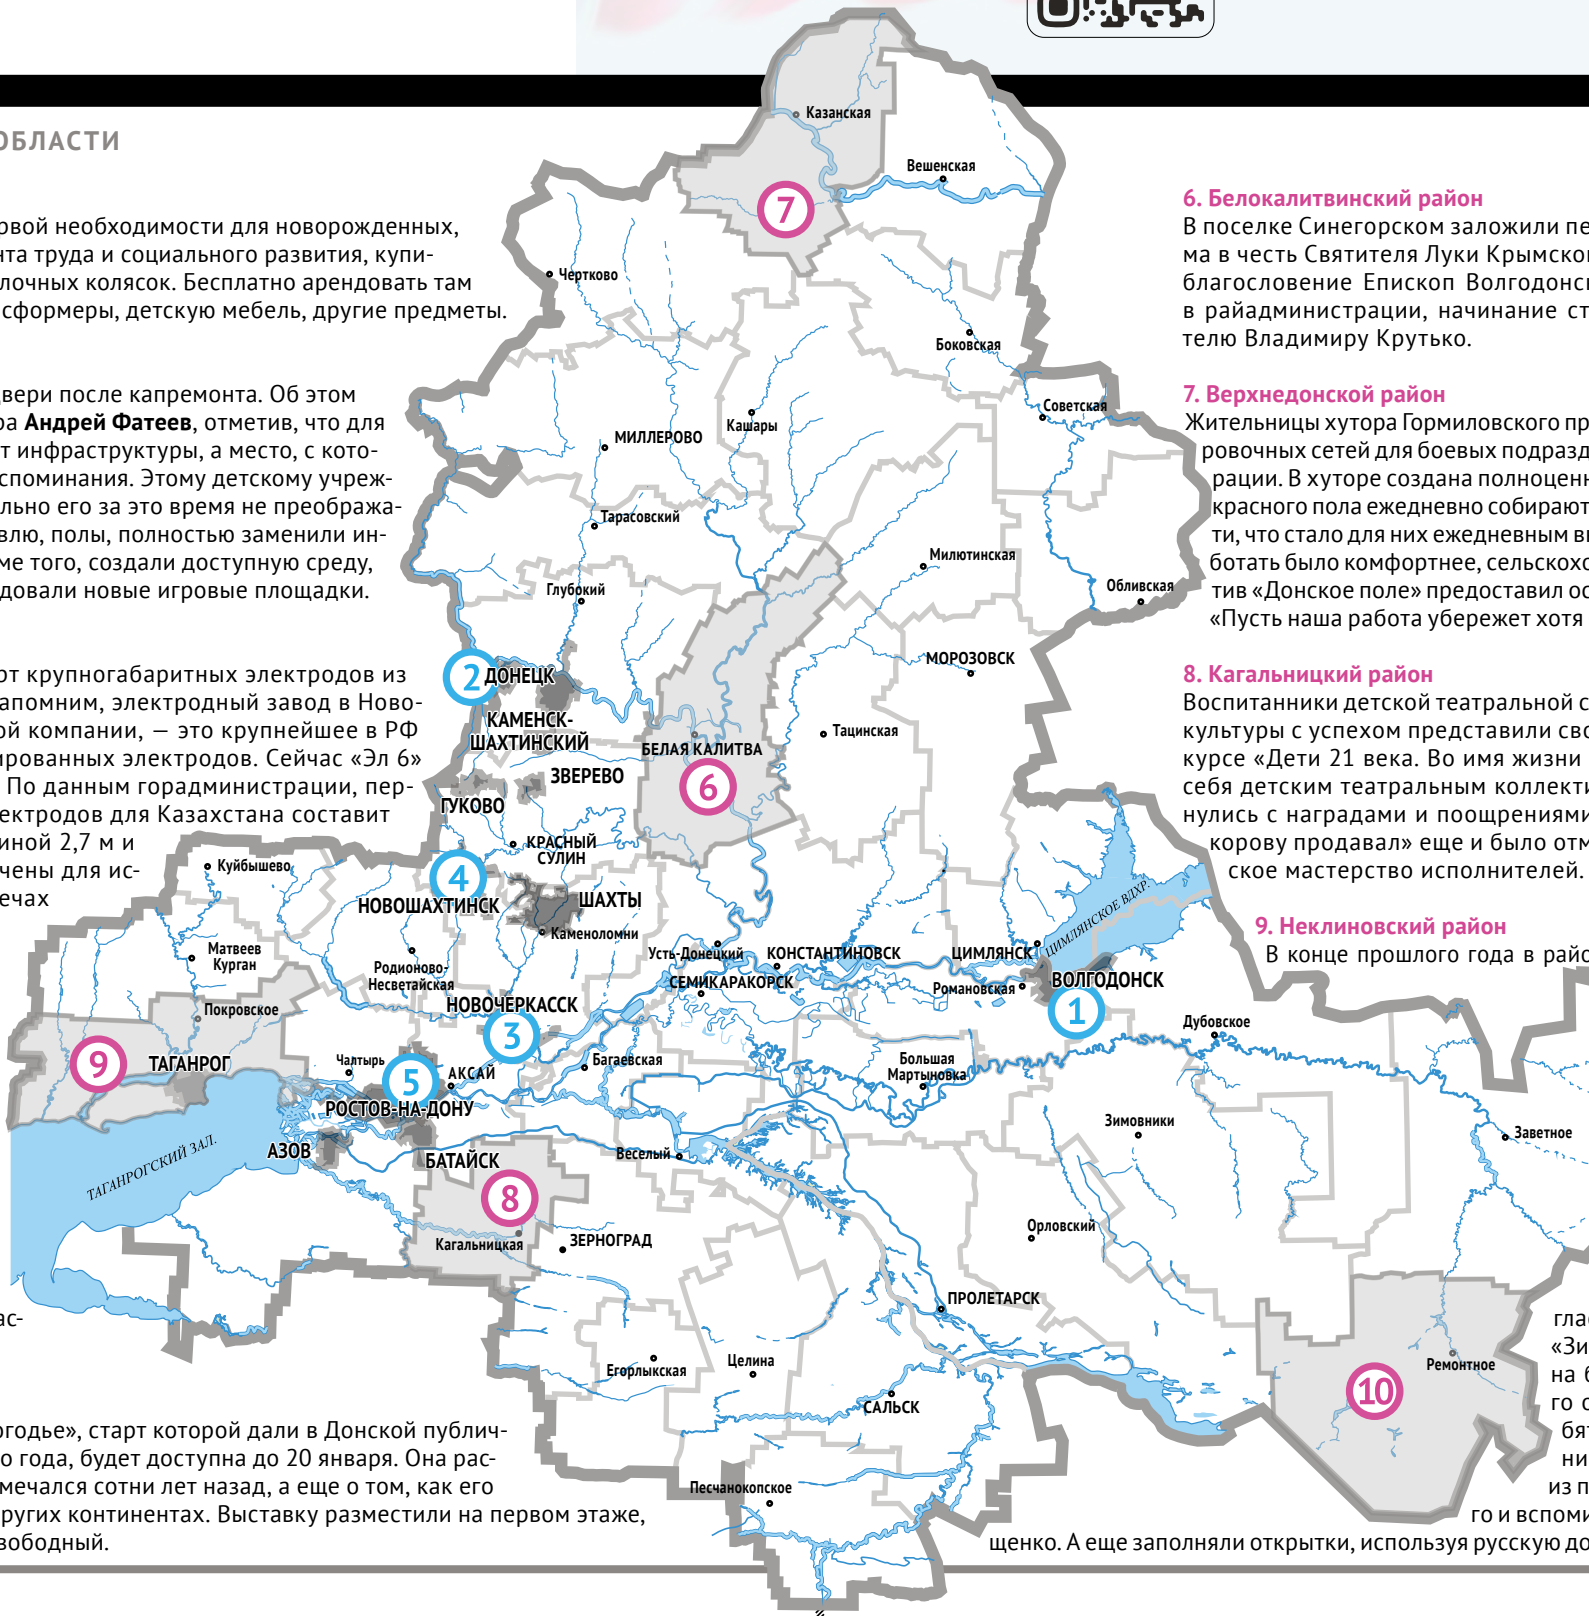 ОБЛАСТИ
рвой необходимости для новорожденных,
нта труда и социального развития, купи-
лочных колясок. Бесплатно арендовать там
сформеры, детскую мебель, другие предметы.
двери после капремонта. Об этом
ра Андрей Фатеев, отметив, что для
т инфраструктуры, а место, с кото-
споминания. Этому детскому учреж-
льно его за это время не преобража-
влю, полы, полностью заменили ин-
ме того, создали доступную среду,
довали новые игровые площадки.
рт крупногабаритных электродов из
апомним, электродный завод в Ново-
ой компании, — это крупнейшее в РФ
ированных электродов. Сейчас «Эл 6»
По данным горадминистрации, пер-
ектродов для Казахстана составит
иной 2,7 м и
чены для ис-
ечах
ас-
огодье», старт которой дали в Донской публич-
о года, будет доступна до 20 января. Она рас-
мечался сотни лет назад, а еще о том, как его
ругих континентах. Выставку разместили на первом этаже,
вободный.
Казанская
Вешенская
7
Чертково
Боковская
Советская
Кашары
МИЛЛЕРОВО
Тарасовский
Милютинская
Глубокий
Обливская
МОРОЗОВСК
2
ДОНЕЦК
КАМЕНСК-
ШАХТИНСКИЙ
Тацинская
БЕЛАЯ КАЛИТВА
6
ЗВЕРЕВО
ГУКОВО
КРАСНЫЙ
СУЛИН
Куйбышево
4
НОВОШАХТИНСК
ШАХТЫ
Каменоломни
Матвеев
Курган
Родионово-
Несветайская
Усть-Донецкий
КОНСТАНТИНОВСК
ЦИМЛЯНСК
ЦИМЛЯНСКОЕ ВДХР.
СЕМИКАРАКОРСК
Романовская
ВОЛГОДОНСК
1
НОВОЧЕРКАССК
3
Покровское
Дубовское
9
ТАГАНРОГ
Чалтырь
5
АКСАЙ
Багаевская
Большая
Мартыновка
РОСТОВ-НА-ДОНУ
Зимовники
Заветное
АЗОВ
БАТАЙСК
Веселый
ТАГАНРОГСКИЙ ЗАЛ.
8
Кагальницкая
ЗЕРНОГРАД
Орловский
ПРОЛЕТАРСК
Егорлыкская
Целина
САЛЬСК
Ремонтное
10
Песчанокопское
6. Белокалитвинский район
В поселке Синегорском заложили пе
ма в честь Святителя Луки Крымско
благословение Епископ Волгодонс
в райадминистрации, начинание ст
телю Владимиру Крутько.
7. Верхнедонской район
Жительницы хутора Гормиловского пр
ровочных сетей для боевых подразд
рации. В хуторе создана полноценн
красного пола ежедневно собирают
ти, что стало для них ежедневным вн
ботать было комфортнее, сельскохо
тив «Донское поле» предоставил ос
«Пусть наша работа убережет хотя
8. Кагальницкий район
Воспитанники детской театральной с
культуры с успехом представили сво
курсе «Дети 21 века. Во имя жизни
себя детским театральным коллекти
нулись с наградами и поощрениями
корову продавал» еще и было отм
ское мастерство исполнителей.
9. Неклиновский район
В конце прошлого года в райо
гла
«Зи
на б
го с
бят
ни
из п
го и вспоми
щенко. А еще заполняли открытки, используя русскую до